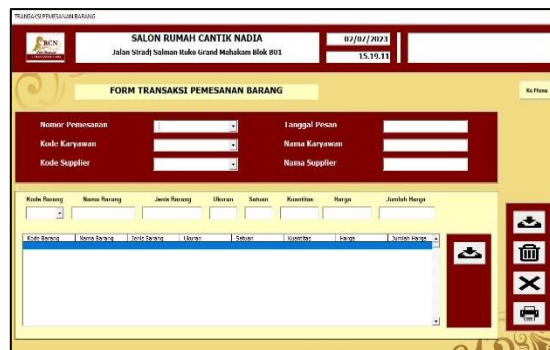 TRANSAKSI PEMESANAN BARANG
RCN
SALON RUMAH CANTIK NADIA
Jalan Siradj Salman Ruko Grand Mahakam Blok B01
02/07/2023
15.19.11
FORM TRANSAKSI PEMESANAN BARANG
Ke Menu
Nomor Pemesanan
Tanggal Pesan
Kode Karyawan
Nama Karyawan
Kode Supplier
Nama Supplier
Kode Barang Nama Barang Jenis Barang Ukuran Satuan Kuantitas Harga Jumlah Harga
Kode Barang Nama Barang Jenis Barang Ukuran Satuan Kuantitas Harga Jumlah Harga